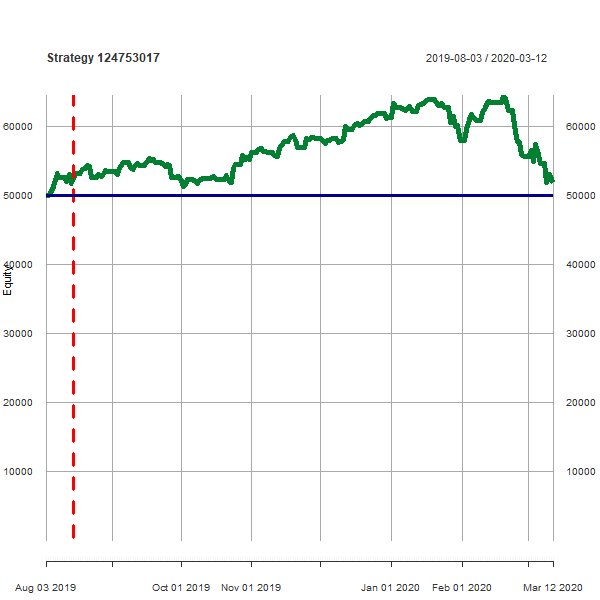 Strategy 124753017
2019-08-03 / 2020-03-12
60000
60000
50000
50000
40000
40000
Equity
30000
30000
20000
20000
10000
10000
Aug 03 2019
Oct 01 2019
Nov 01 2019
Jan 01 2020
Feb 01 2020
Mar 12 2020